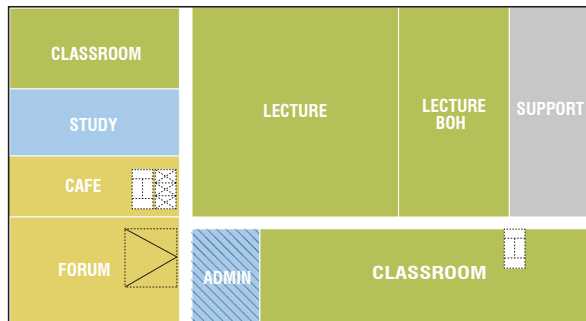 CLASSROOM
STUDY
CAFE
FORUM
LECTURE
LECTURE
BOH
SUPPORT
ADMIN
CLASSROOM